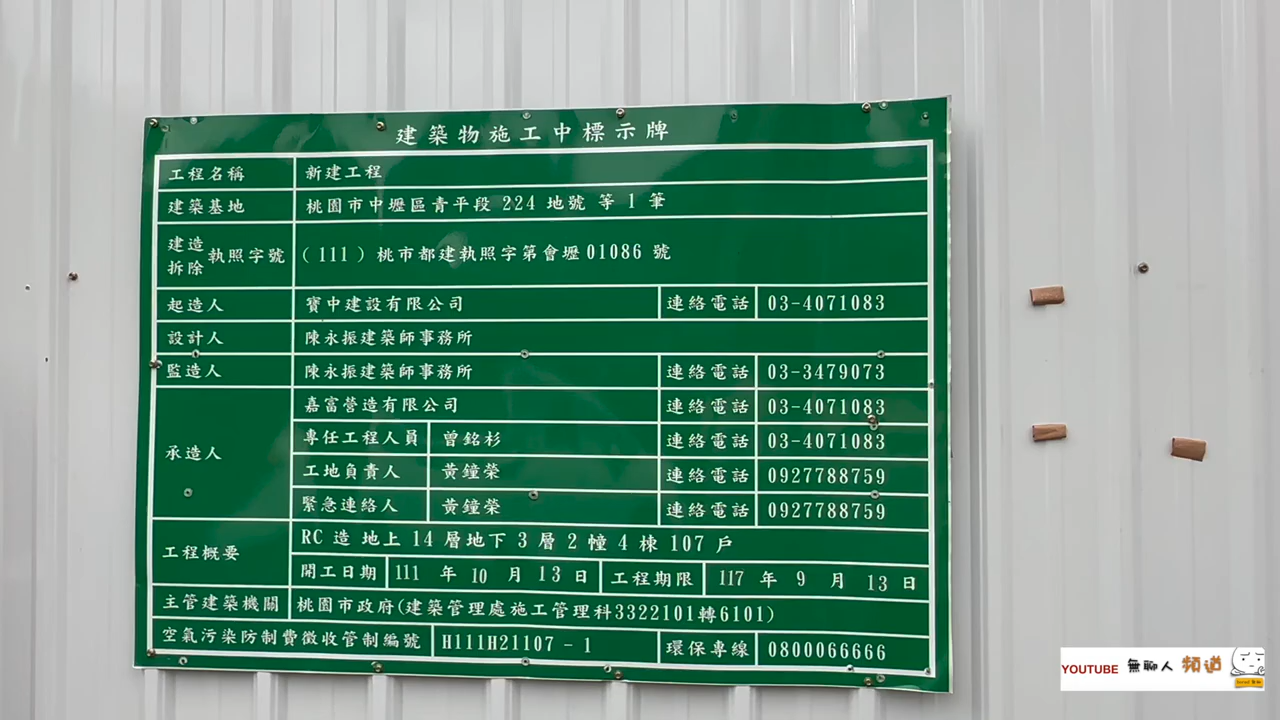 建築物施工中標示牌
工程名稱 新建工程
建築基地 桃園市中壢區青平段 224 地號 等 1 筆
建造 拆除 執照字號 (111) 桃市都建執照字第會壢01086 號
起造人 寶中建設有限公司 連絡電話 03-4071083
設計人 陳永振建築師事務所
監造人 陳永振建築師事務所 連絡電話 03-3479073
承造人 嘉富營造有限公司 連絡電話 03-4071083
專任工程人員 曾銘杉 連絡電話 03-4071083
工地負責人 黃鐘榮 連絡電話 0927788759
緊急連絡人 黃鐘榮 連絡電話 0927788759
工程概要 RC 造 地上 14 層地下 3 層 2 幢 4 棟 107 戶
開工日期 111 年 10 月 13 日 工程期限 117 年 9 月 13 日
主管建築機關 桃園市政府(建築管理處施工管理科3322101轉6101)
空氣污染防制費徵收管制編號 H111H21107 - 1 環保專線 0800066666
YOUTUBE 無聊人 頻道